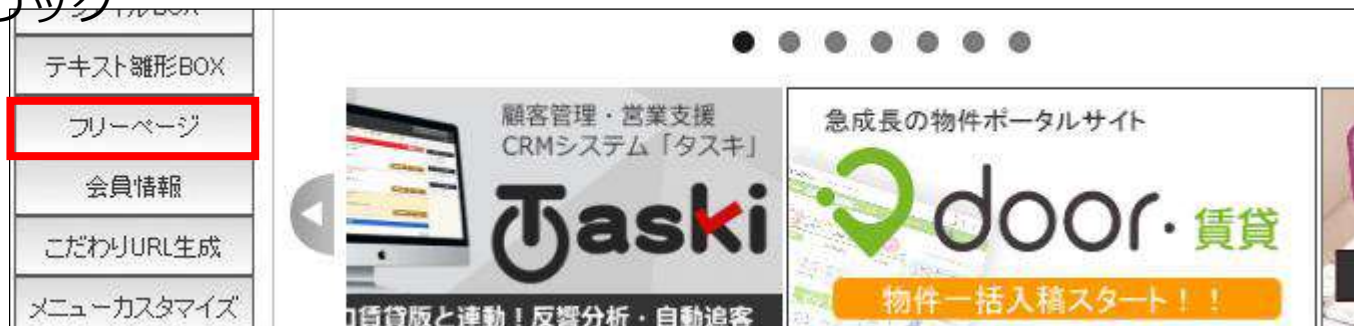 リック
テキスト雛形BOX
フリーページ
会員情報
こだわりURL生成
メニューカスタマイズ
顧客管理・営業支援
CRMシステム「タスキ」
Taski
賃貸版と連動！反響分析・自動追客
急成長の物件ポータルサイト
door.賃貸
物件一括入稿スタート！！